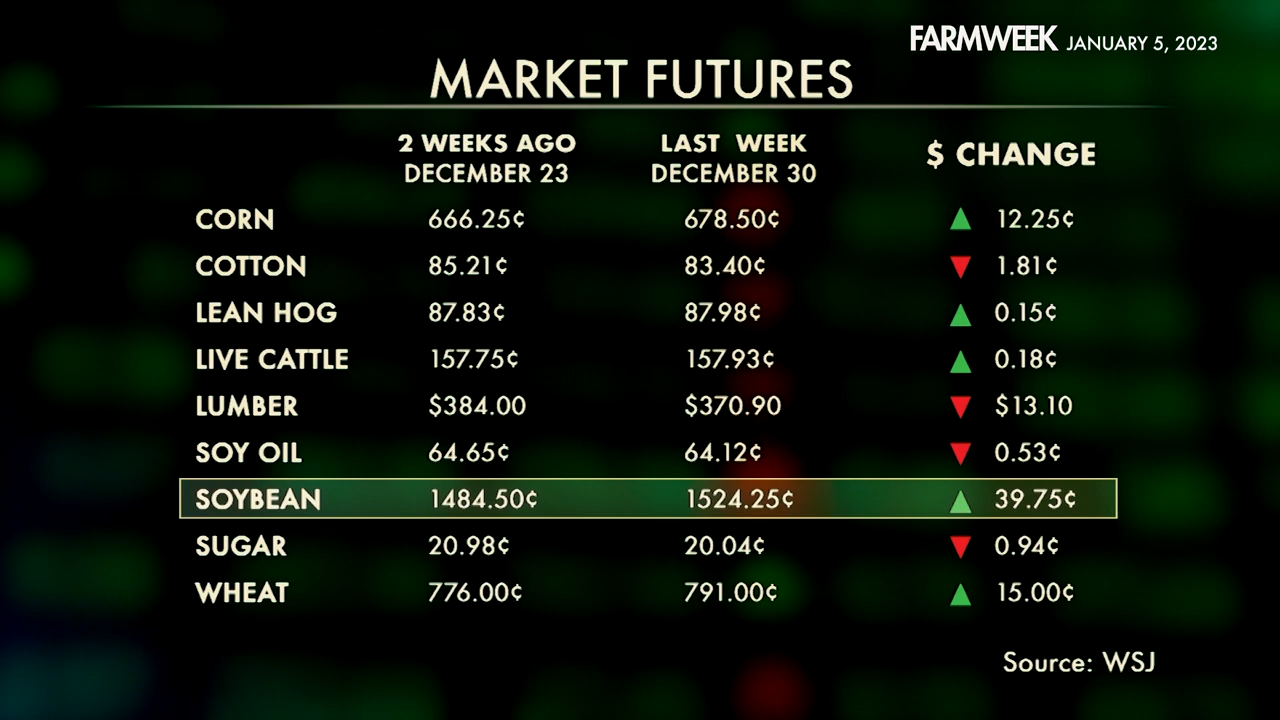 FARMWEEK JANUARY 5, 2023
MARKET FUTURES
2 WEEKS AGO LAST WEEK $ CHANGE
DECEMBER 23 DECEMBER 30
CORN 666.25¢ 678.50¢ ▲ 12.25¢
COTTON 85.21¢ 83.40¢ ▼ 1.81¢
LEAN HOG 87.83¢ 87.98¢ ▲ 0.15¢
LIVE CATTLE 157.75¢ 157.93¢ ▲ 0.18¢
LUMBER $384.00 $370.90 ▼ $13.10
SOY OIL 64.65¢ 64.12¢ ▼ 0.53¢
SOYBEAN 1484.50¢ 1524.25¢ ▲ 39.75¢
SUGAR 20.98¢ 20.04¢ ▼ 0.94¢
WHEAT 776.00¢ 791.00¢ ▲ 15.00¢
Source: WSJ